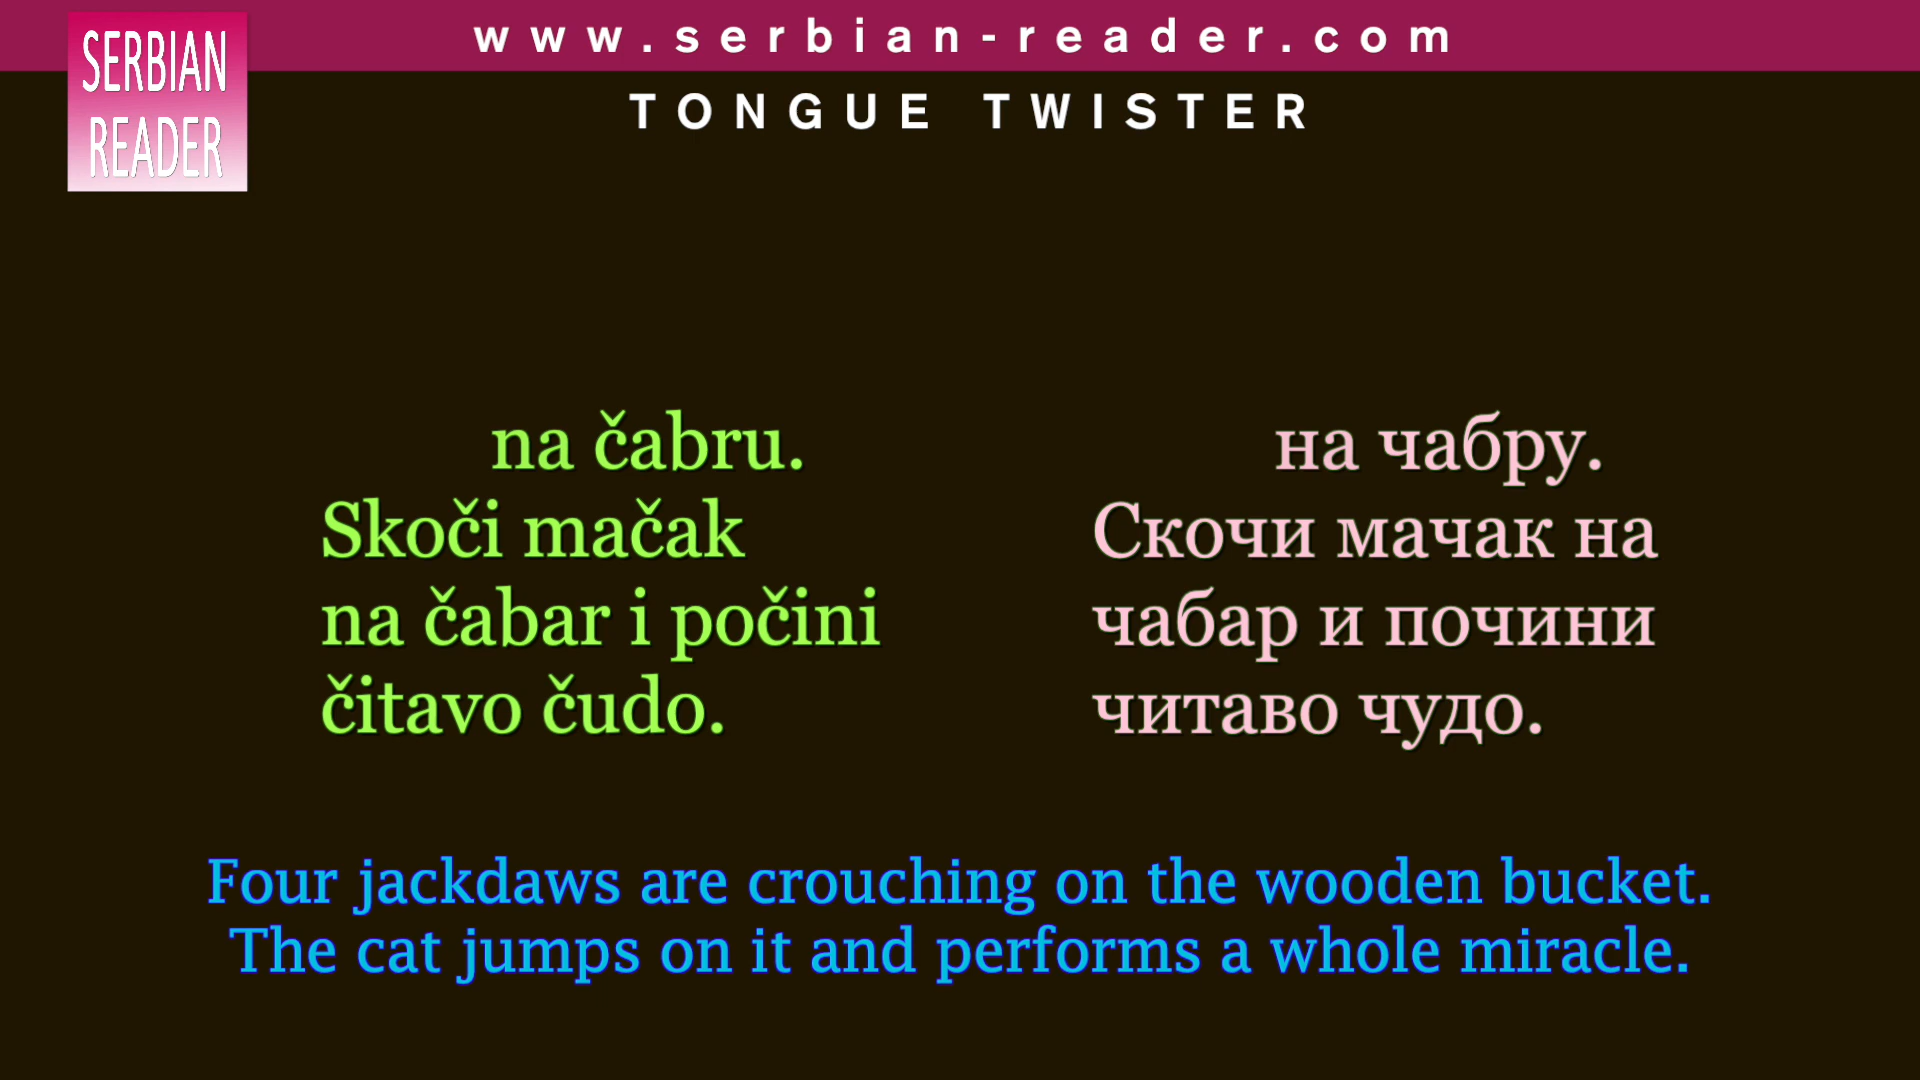 www.serbian-reader.com
SERBIAN
READER
TONGUE TWISTER
na čabru.
Skoči mačak
na čabar i počini
čitavo čudo.
на чабру.
Скочи мачак на
чабар и почини
читаво чудо.
Four jackdaws are crouching on the wooden bucket.
The cat jumps on it and performs a whole miracle.